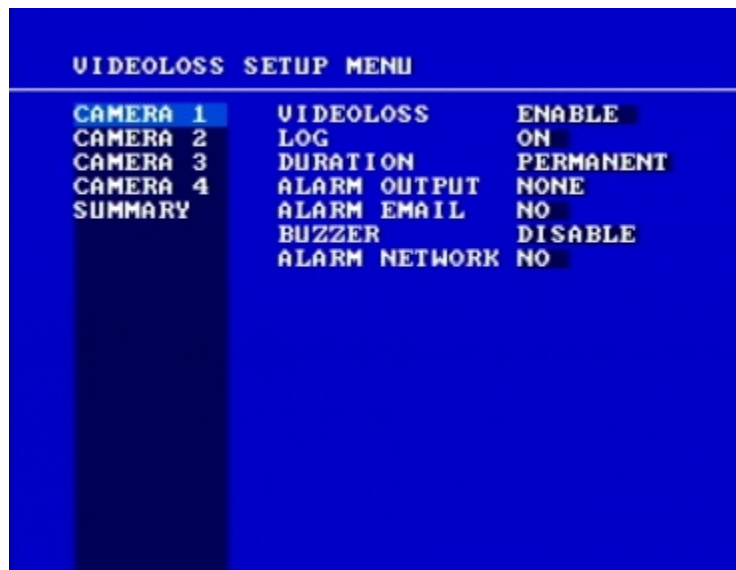 VIDEOLOSS SETUP MENU
CAMERA 1 VIDEOLOSS ENABLE
CAMERA 2 LOG ON
CAMERA 3 DURATION PERMANENT
CAMERA 4 ALARM OUTPUT NONE
SUMMARY ALARM EMAIL NO
BUZZER DISABLE
ALARM NETWORK NO